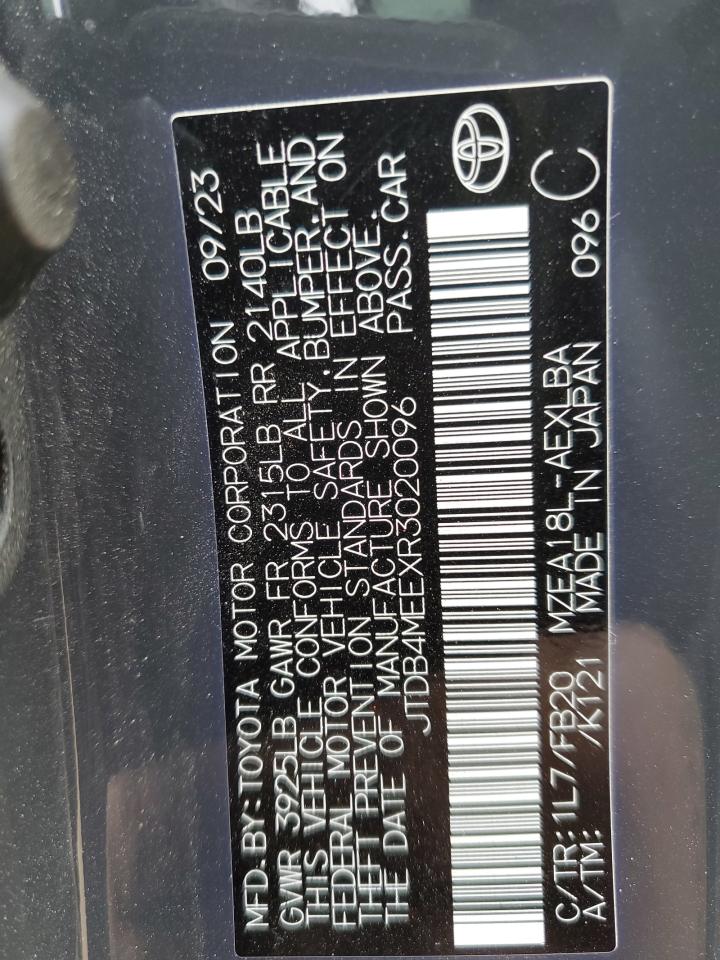 MFD.BY:TOYOTA MOTOR CORPORATION 09/23
GVWR 3925LB GAWR FR 2315LB RR 2140LB
THIS VEHICLE CONFORMS TO ALL APPLICABLE
FEDERAL MOTOR VEHICLE SAFETY,BUMPER,AND
THEFT PREVENTION STANDARDS IN EFFECT ON
THE DATE OF MANUFACTURE SHOWN ABOVE.
JTDB4MEEXR3020096 PASS.CAR
C/TR:1L7/FB20 MZEA18L-AEXLBA 096 C
A/TM: /KT21 MADE IN JAPAN